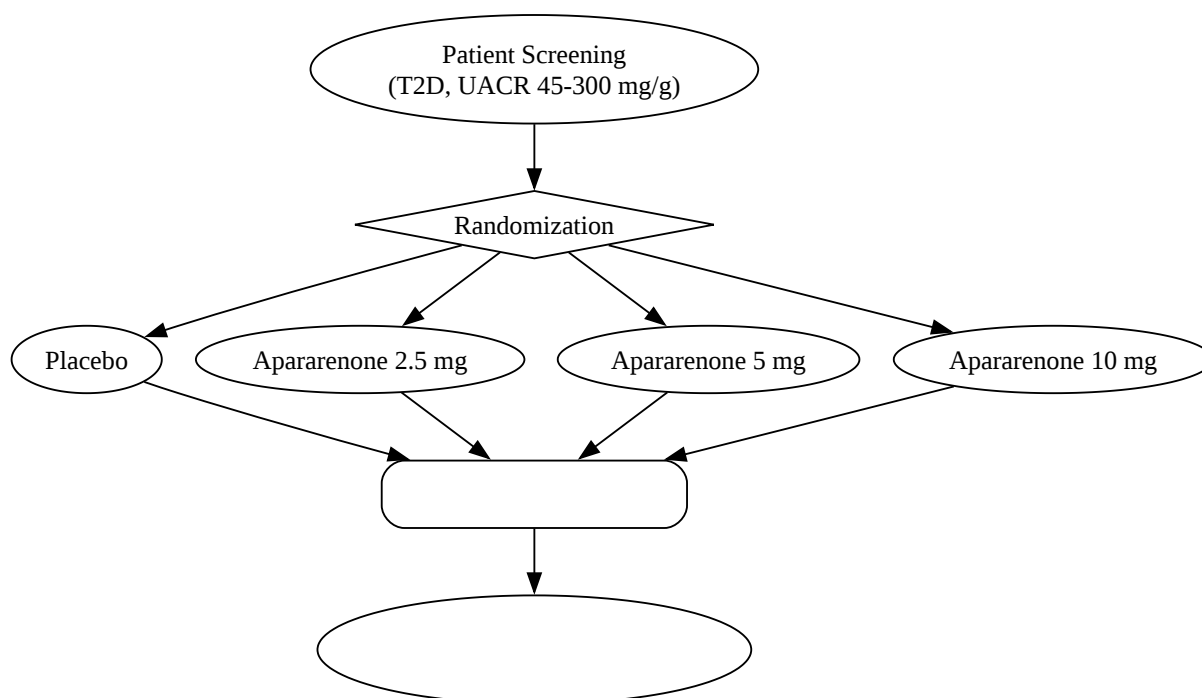 Patient Screening
(T2D, UACR 45-300 mg/g)
Randomization
Placebo
Apararenone 2.5 mg
Apararenone 5 mg
Apararenone 10 mg